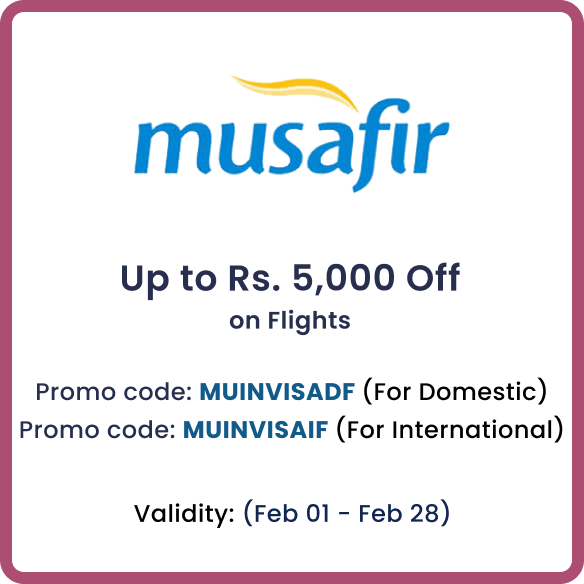 musafir
Up to Rs. 5,000 Off
on Flights
Promo code: MUINVISADF (For Domestic)
Promo code: MUINVISAIF (For International)
Validity: (Feb 01 - Feb 28)